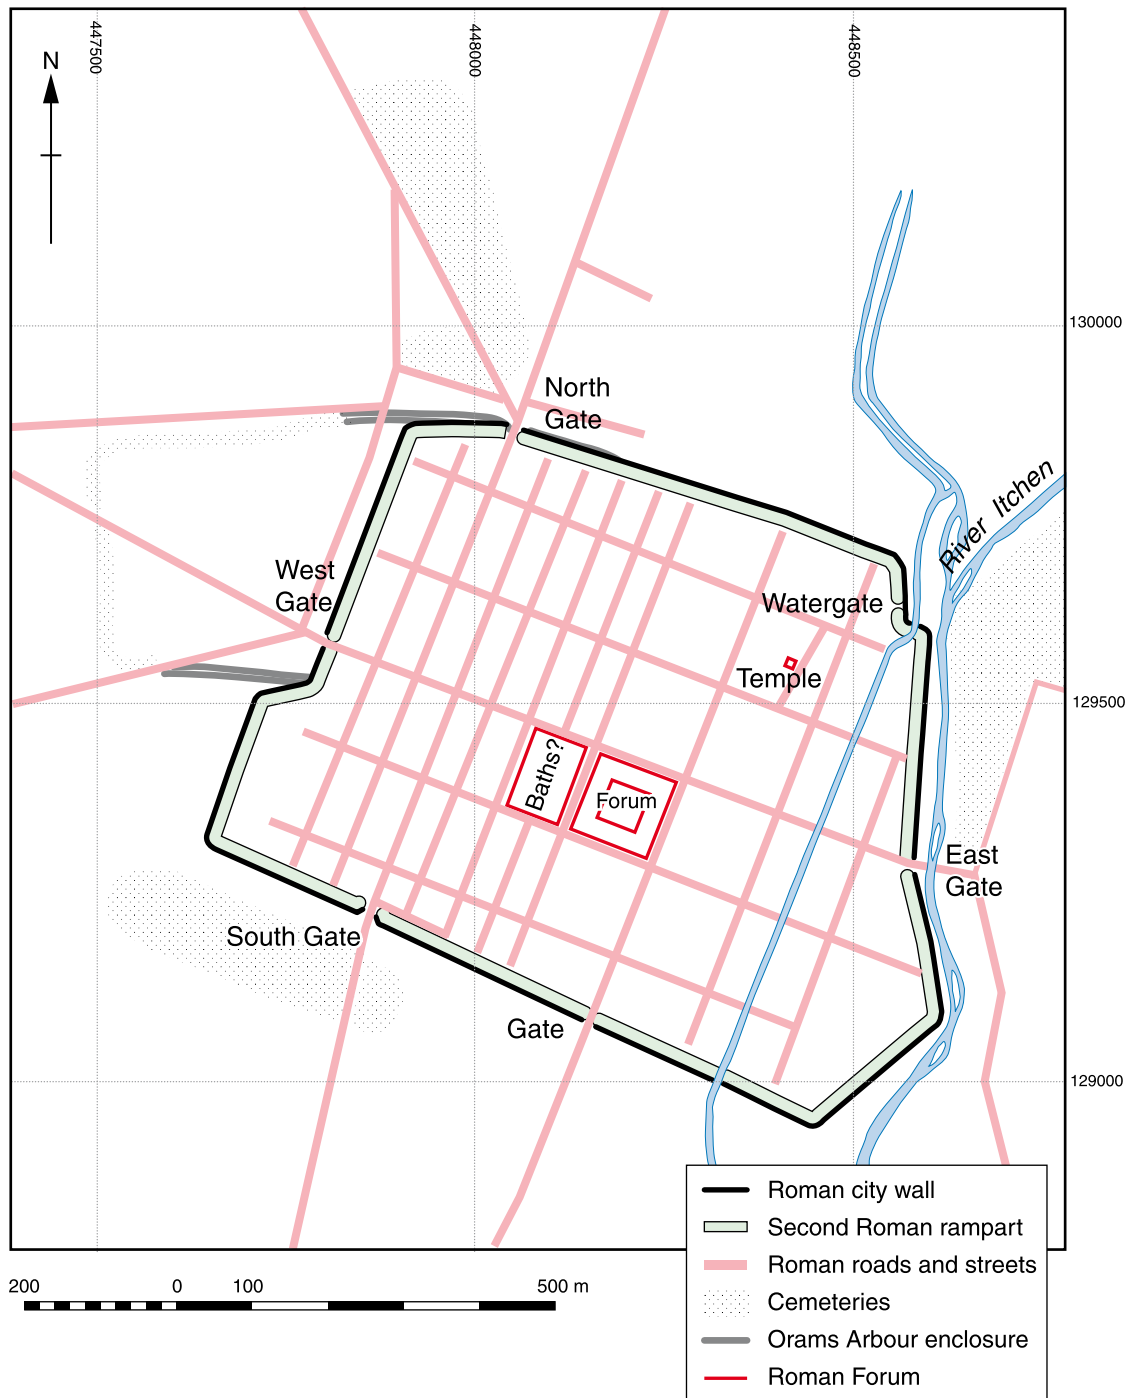 447500
448000
448500
N
130000
North
Gate
River Itchen
West
Gate
Watergate
Temple
129500
Baths?
Forum
East
Gate
South Gate
Gate
129000
Roman city wall
Second Roman rampart
Roman roads and streets
Cemeteries
Orams Arbour enclosure
Roman Forum
200 0 100 500 m